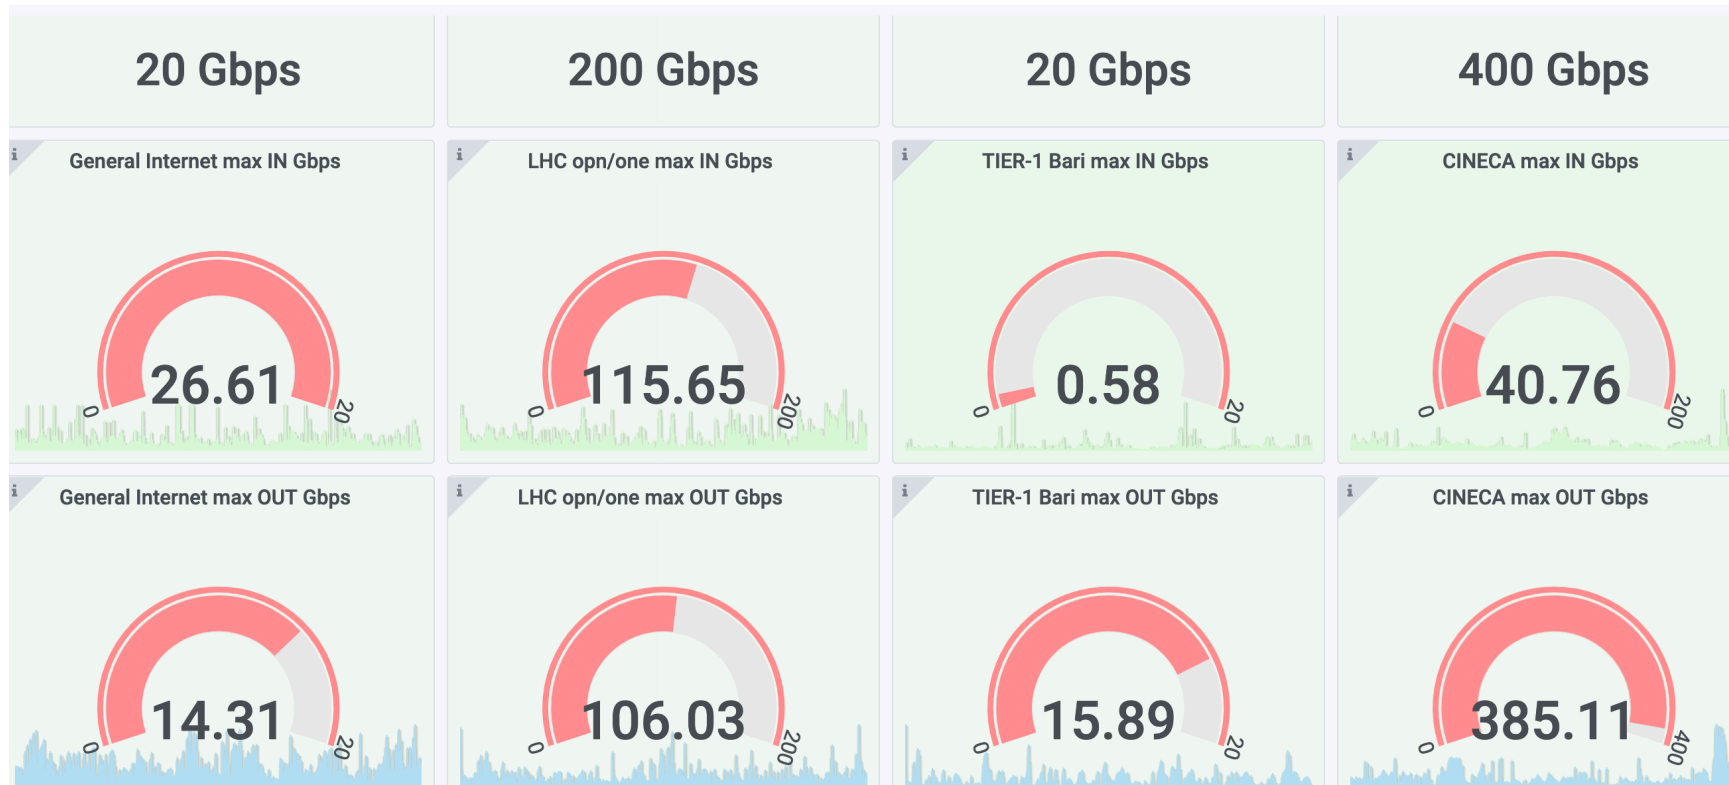 20 Gbps
200 Gbps
20 Gbps
400 Gbps
i
General Internet max IN Gbps
26.61
0
20
i
LHC opn/one max IN Gbps
115.65
0
200
i
TIER-1 Bari max IN Gbps
0.58
0
20
i
CINECA max IN Gbps
40.76
0
200
i
General Internet max OUT Gbps
14.31
0
20
i
LHC opn/one max OUT Gbps
106.03
0
200
i
TIER-1 Bari max OUT Gbps
15.89
0
20
i
CINECA max OUT Gbps
385.11
0
400